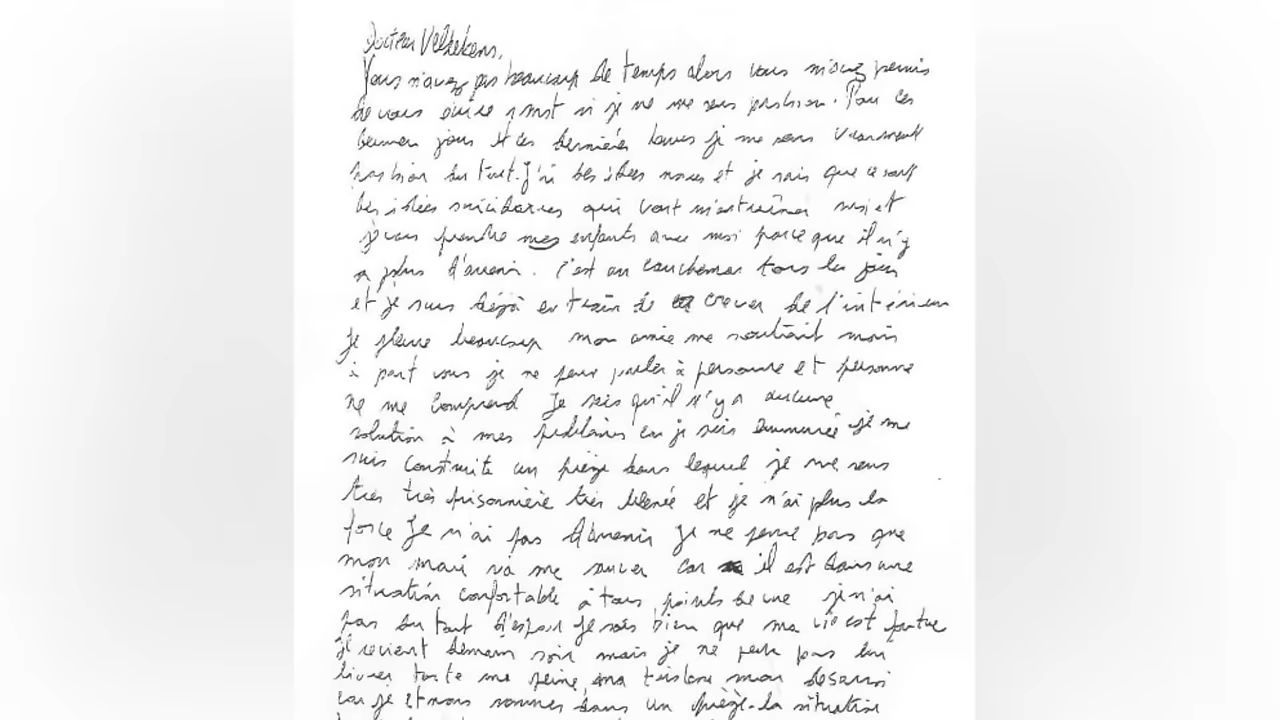 Docteur Veldekens,
Vous n'avez pas beaucoup de temps alors vous m'avez permis
de vous écrire si je ne me sens pas bien. Pour ces
derniers jours et ces dernières heures je me sens vraiment
pas bien du tout. J'ai des idées noires et je sais que ce sont
des idées suicidaires qui vont m'entraîner moi et
je vais prendre mes enfants avec moi parce que il n'y
a plus d'avenir. C'est un cauchemar tous les jours
et je suis déjà en train de crever de l'intérieur
Je pleure beaucoup mon amie me soutient mais
à part vous je ne peux parler à personne et personne
ne me comprend Je sais qu'il n'y a aucune
solution à mes problèmes car je suis emmurée je me
suis construite un piège dans lequel je me sens
très très prisonnière très et je n'ai plus la
force Je n'ai pas d'avenir Je ne pense pas que
mon mari va me sauver car il est dans une
situation confortable à tous points de vue je n'ai
pas du tout d'espoir Je sais bien que ma vie est foutue
Il revient demain soir mais je ne peux pas lui
livrer toute ma peine, ma tristesse mon désarroi
car je et nous sommes dans un piège. la situation